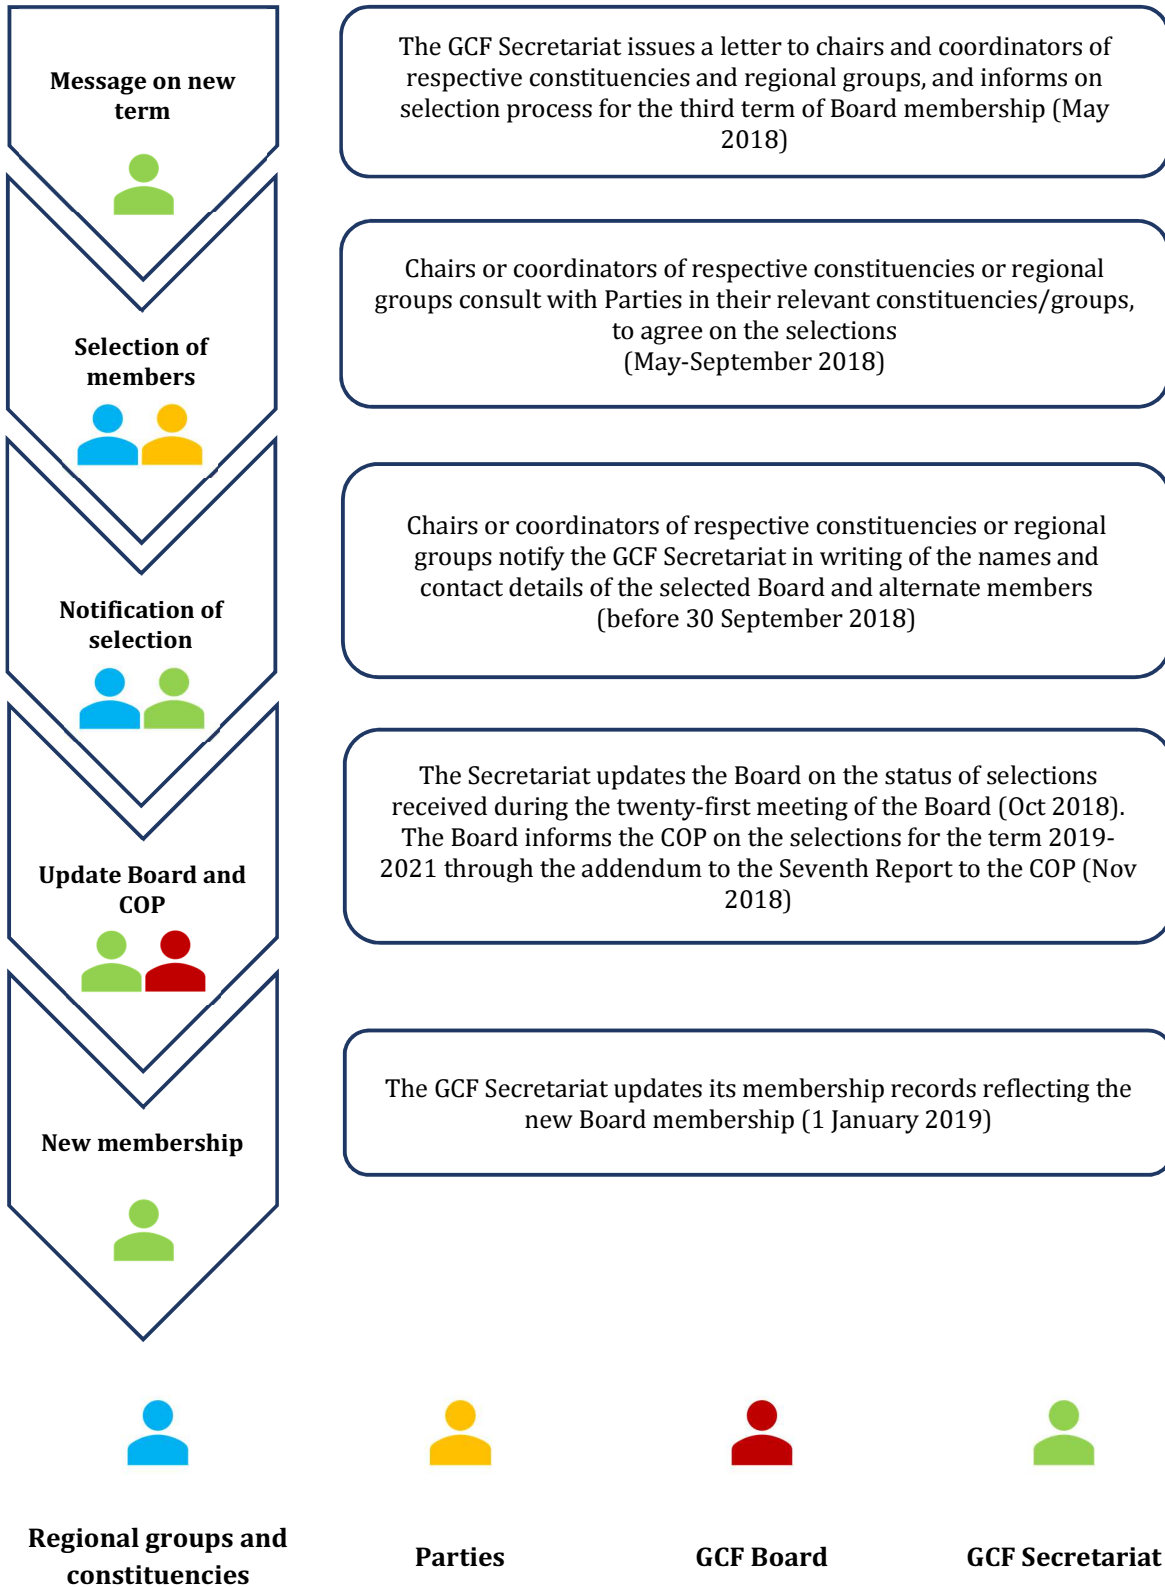 Message on new
term
The GCF Secretariat issues a letter to chairs and coordinators of
respective constituencies and regional groups, and informs on
selection process for the third term of Board membership (May
2018)
Selection of
members
Chairs or coordinators of respective constituencies or regional
groups consult with Parties in their relevant constituencies/groups,
to agree on the selections
(May-September 2018)
Notification of
selection
Chairs or coordinators of respective constituencies or regional
groups notify the GCF Secretariat in writing of the names and
contact details of the selected Board and alternate members
(before 30 September 2018)
Update Board and
COP
The Secretariat updates the Board on the status of selections
received during the twenty-first meeting of the Board (Oct 2018).
The Board informs the COP on the selections for the term 2019-
2021 through the addendum to the Seventh Report to the COP (Nov
2018)
New membership
The GCF Secretariat updates its membership records reflecting the
new Board membership (1 January 2019)
Regional groups and
constituencies
Parties
GCF Board
GCF Secretariat